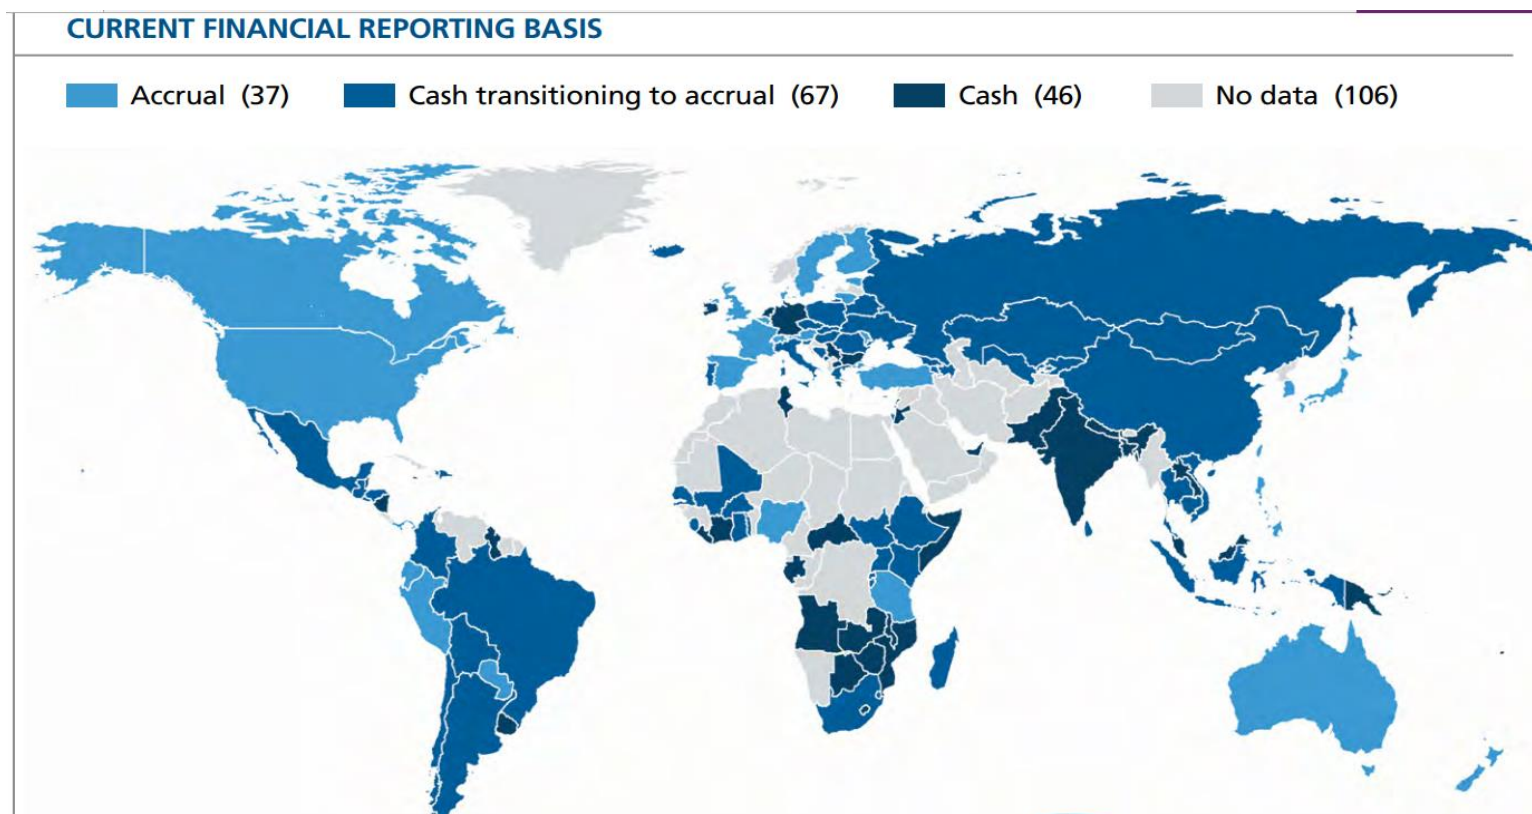 CURRENT FINANCIAL REPORTING BASIS
Accrual (37) Cash transitioning to accrual (67) Cash (46) No data (106)